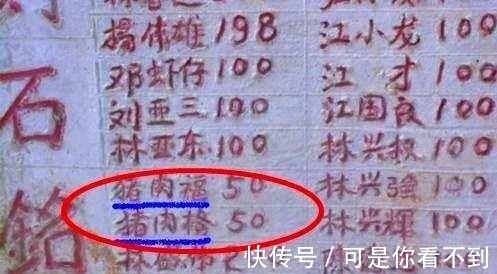 石
铭
揭伟雄 198 江小龙 100
邓虾仔 100 江才 100
刘亚三 100 江国良 100
林亚东 100 林兴权 100
猪肉福 50 林兴强 100
猪肉 50 林兴辉 100
快传号 / 可是你看不到